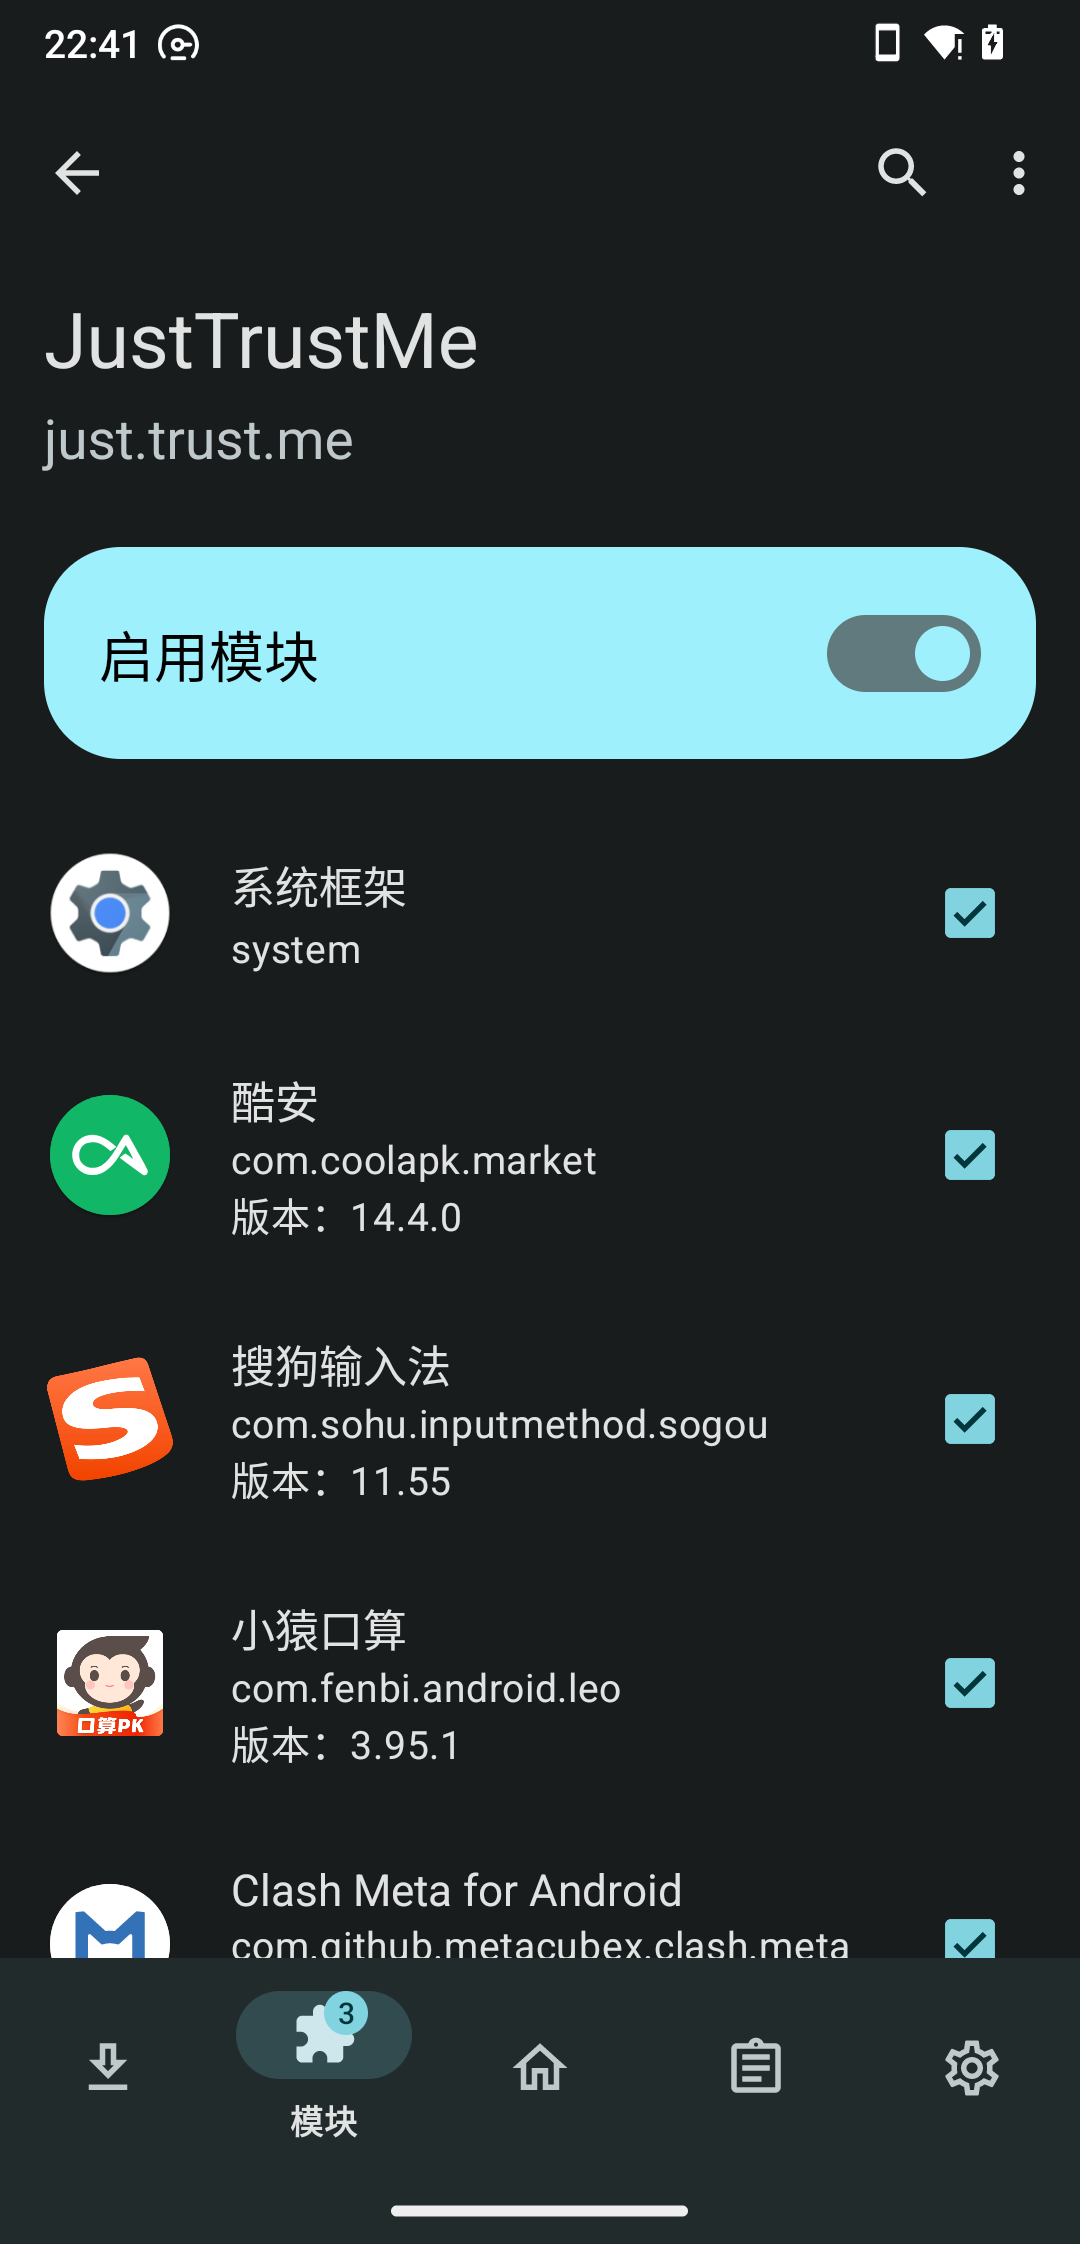 22:41
JustTrustMe
just.trust.me
启用模块
系统框架
system
酷安
com.coolapk.market
版本：14.4.0
搜狗输入法
com.sohu.inputmethod.sogou
版本：11.55
小猿口算
com.fenbi.android.leo
版本：3.95.1
口算PK
Clash Meta for Android
com.github.metacubex.clash.meta
3
模块